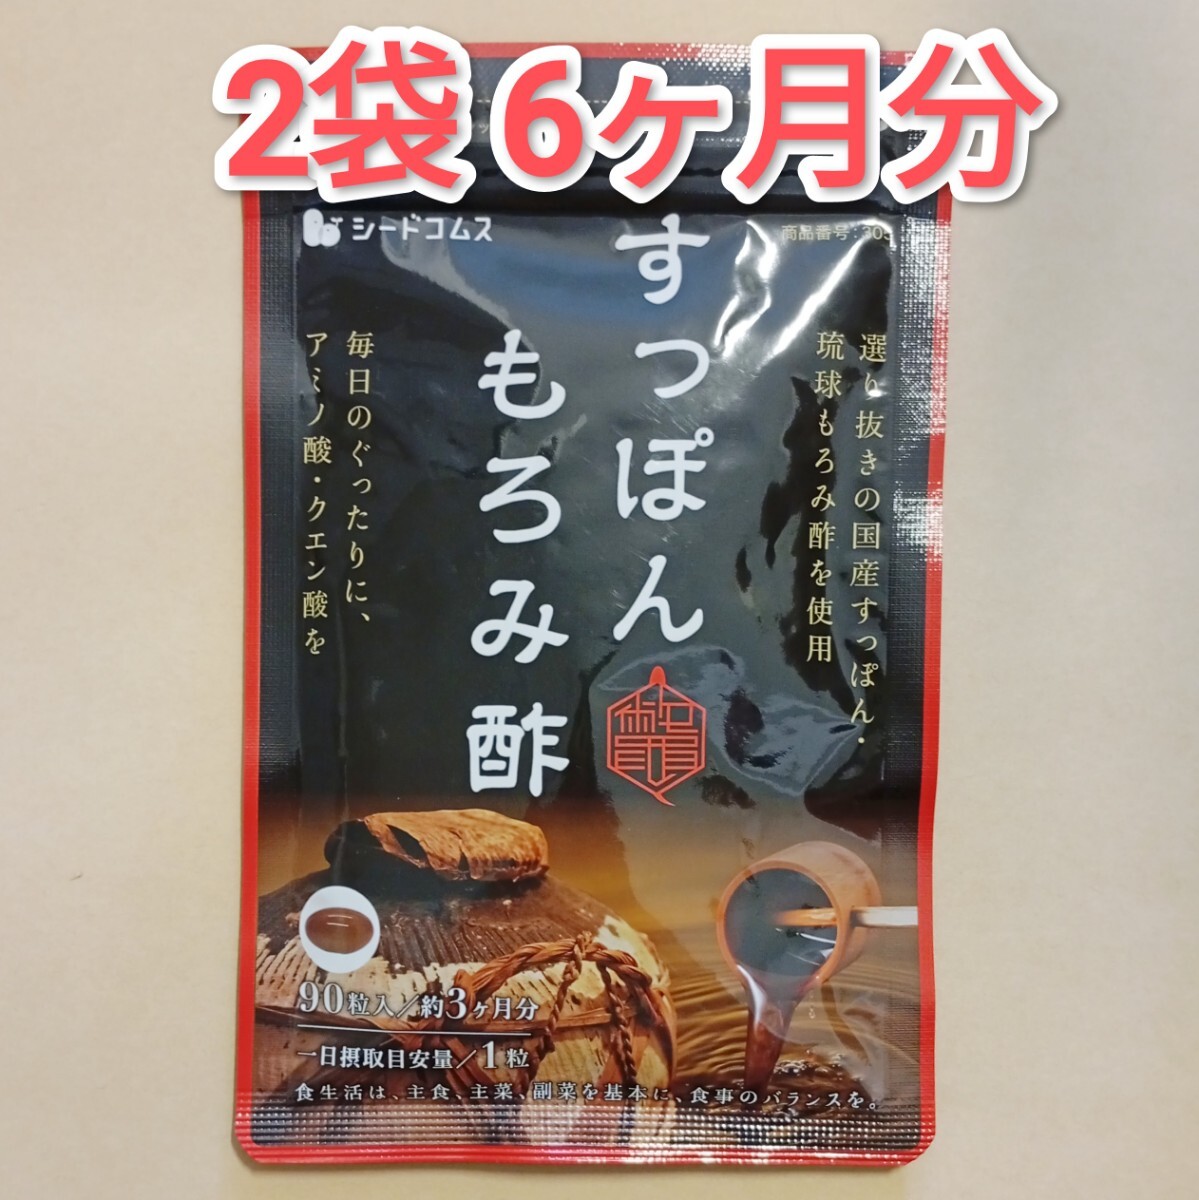 2袋 6ヶ月分
シードコムス
商品番号:305
選り抜きの国産すっぽん・
琉球もろみ酢を使用
すっぽん
もろみ酢
毎日のぐったりに、
アミノ酸・クエン酸を
90粒入/約3ヶ月分
一日摂取目安量/1粒
食生活は、主食、主菜、副菜を基本に、食事のバランスを。